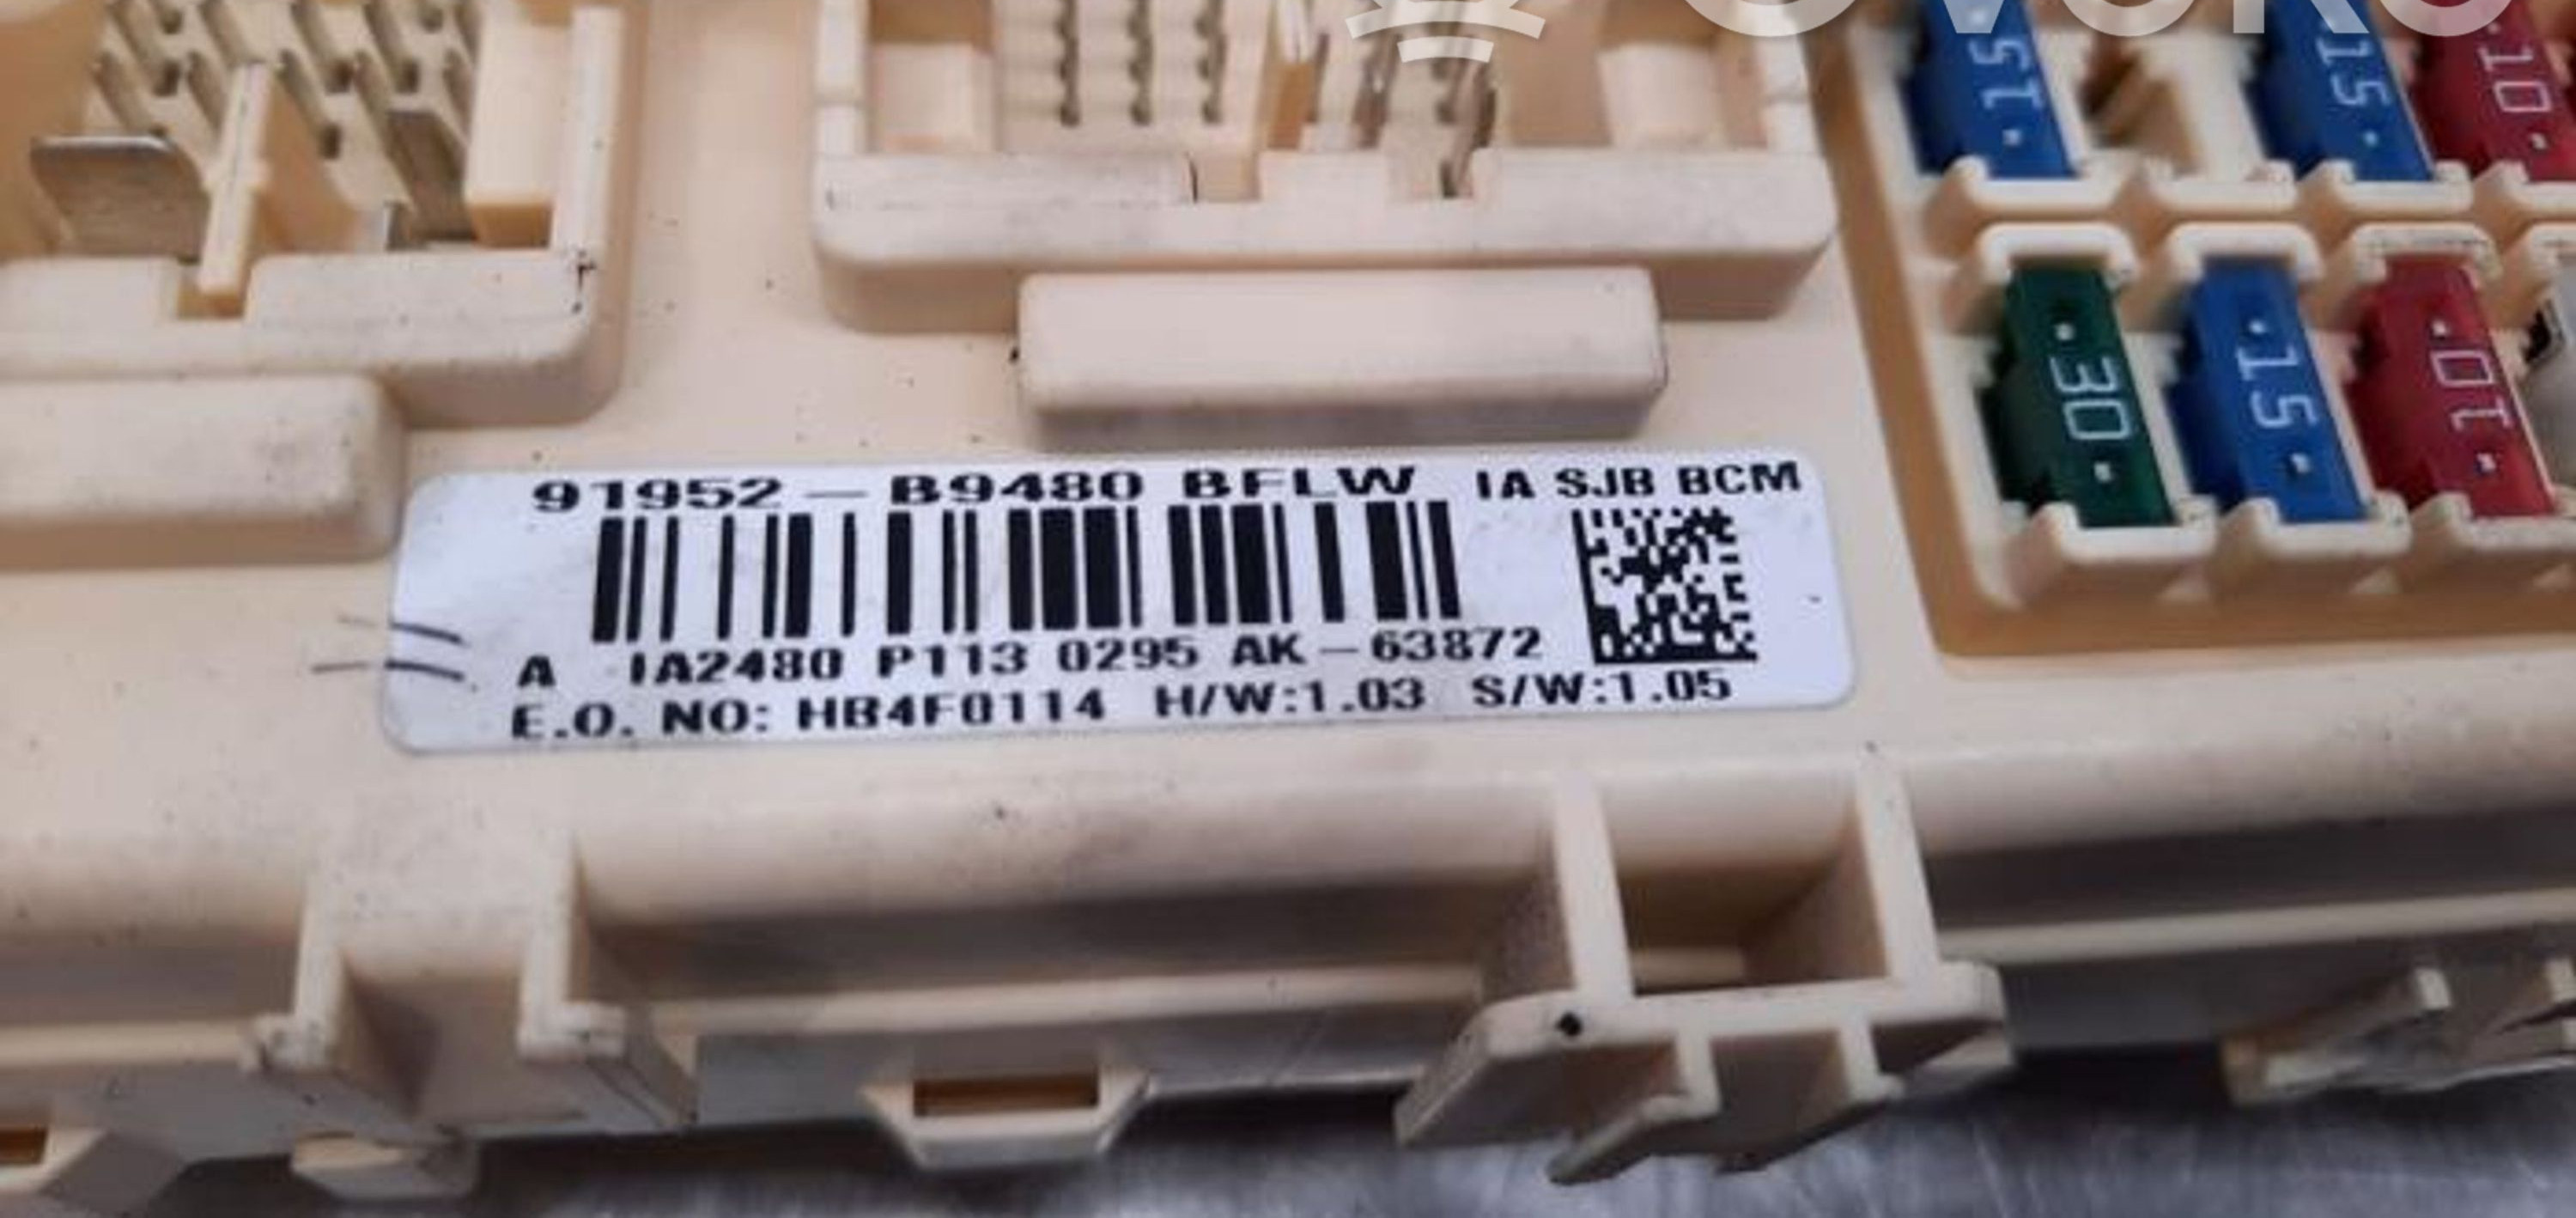 15 15 10
30 15 10
91952-B9480 BFLW IA SJB BCM
A IA2480 P113 0295 AK-63872
E.O. NO: HB4F0114 H/W:1.03 S/W:1.05